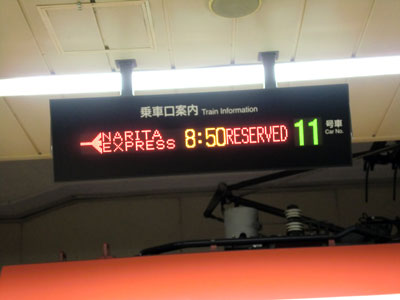 乗車口案内 Train Information
NARITA EXPRESS 8:50 RESERVED 11 号車 Car No.